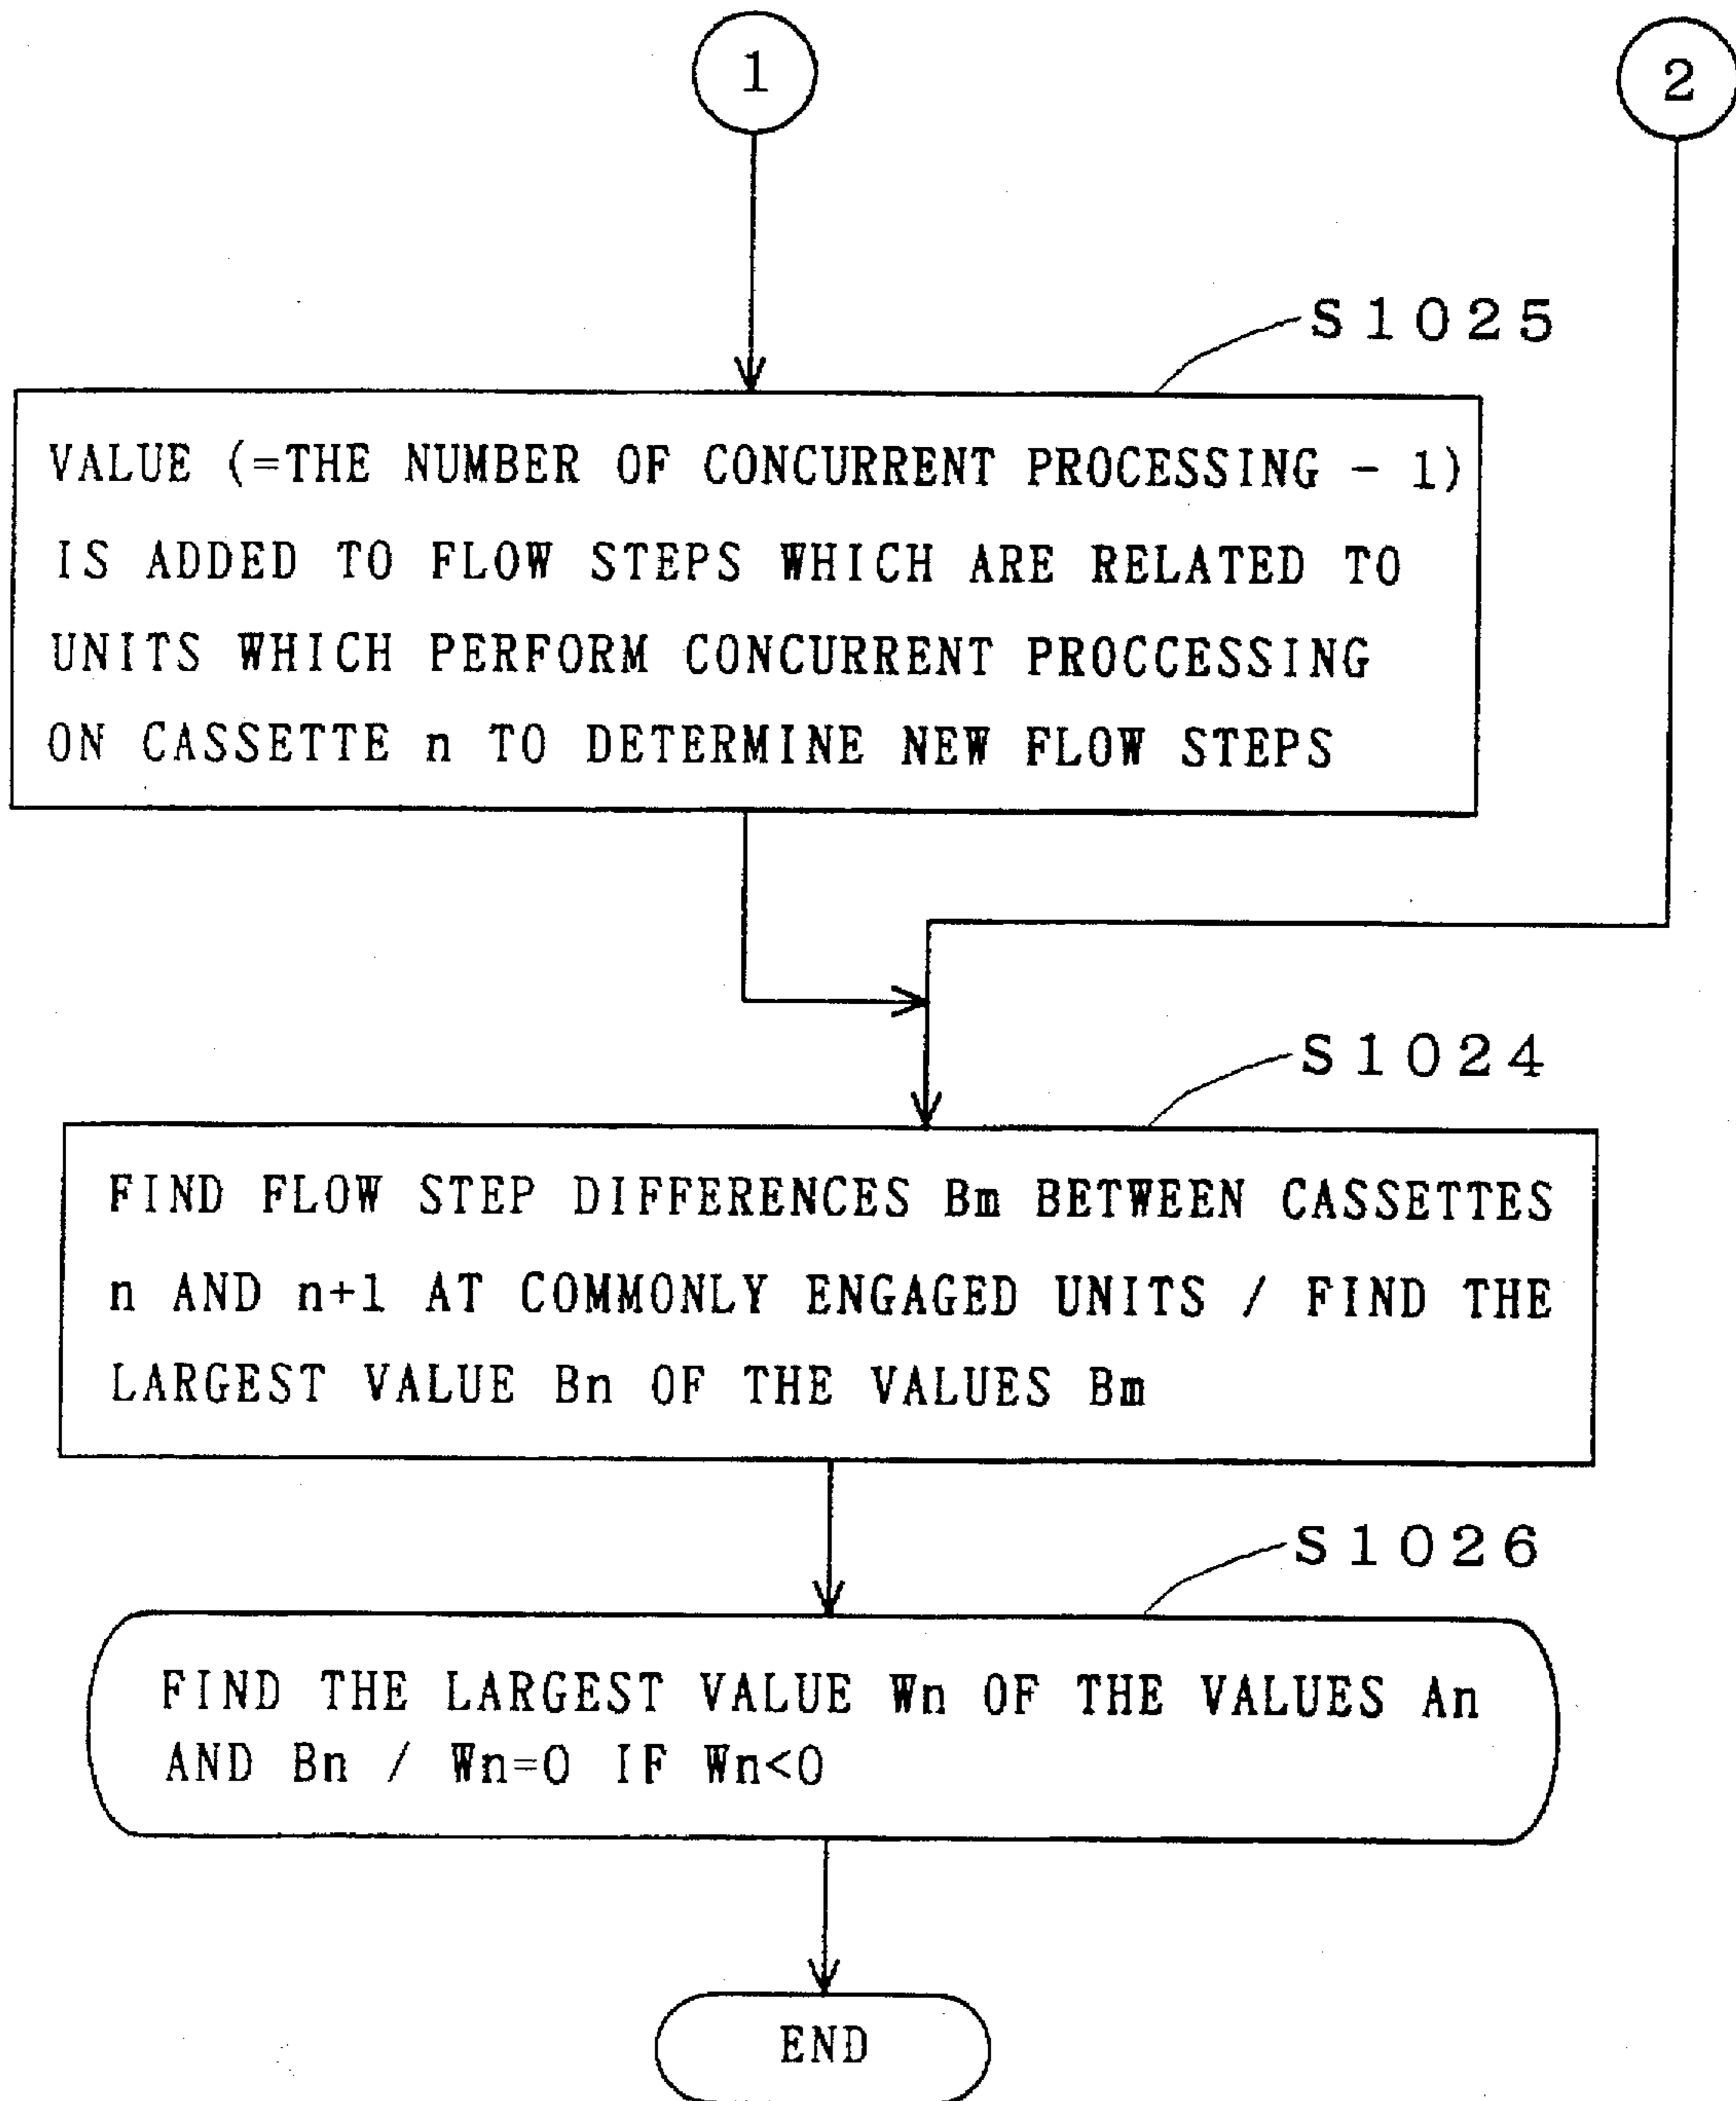 1
2
S1025
VALUE (=THE NUMBER OF CONCURRENT PROCESSING - 1)
IS ADDED TO FLOW STEPS WHICH ARE RELATED TO
UNITS WHICH PERFORM CONCURRENT PROCCESSING
ON CASSETTE n TO DETERMINE NEW FLOW STEPS
S1024
FIND FLOW STEP DIFFERENCES Bm BETWEEN CASSETTES
n AND n+1 AT COMMONLY ENGAGED UNITS / FIND THE
LARGEST VALUE Bn OF THE VALUES Bm
S1026
FIND THE LARGEST VALUE Wn OF THE VALUES An
AND Bn / Wn=0 IF Wn<0
END